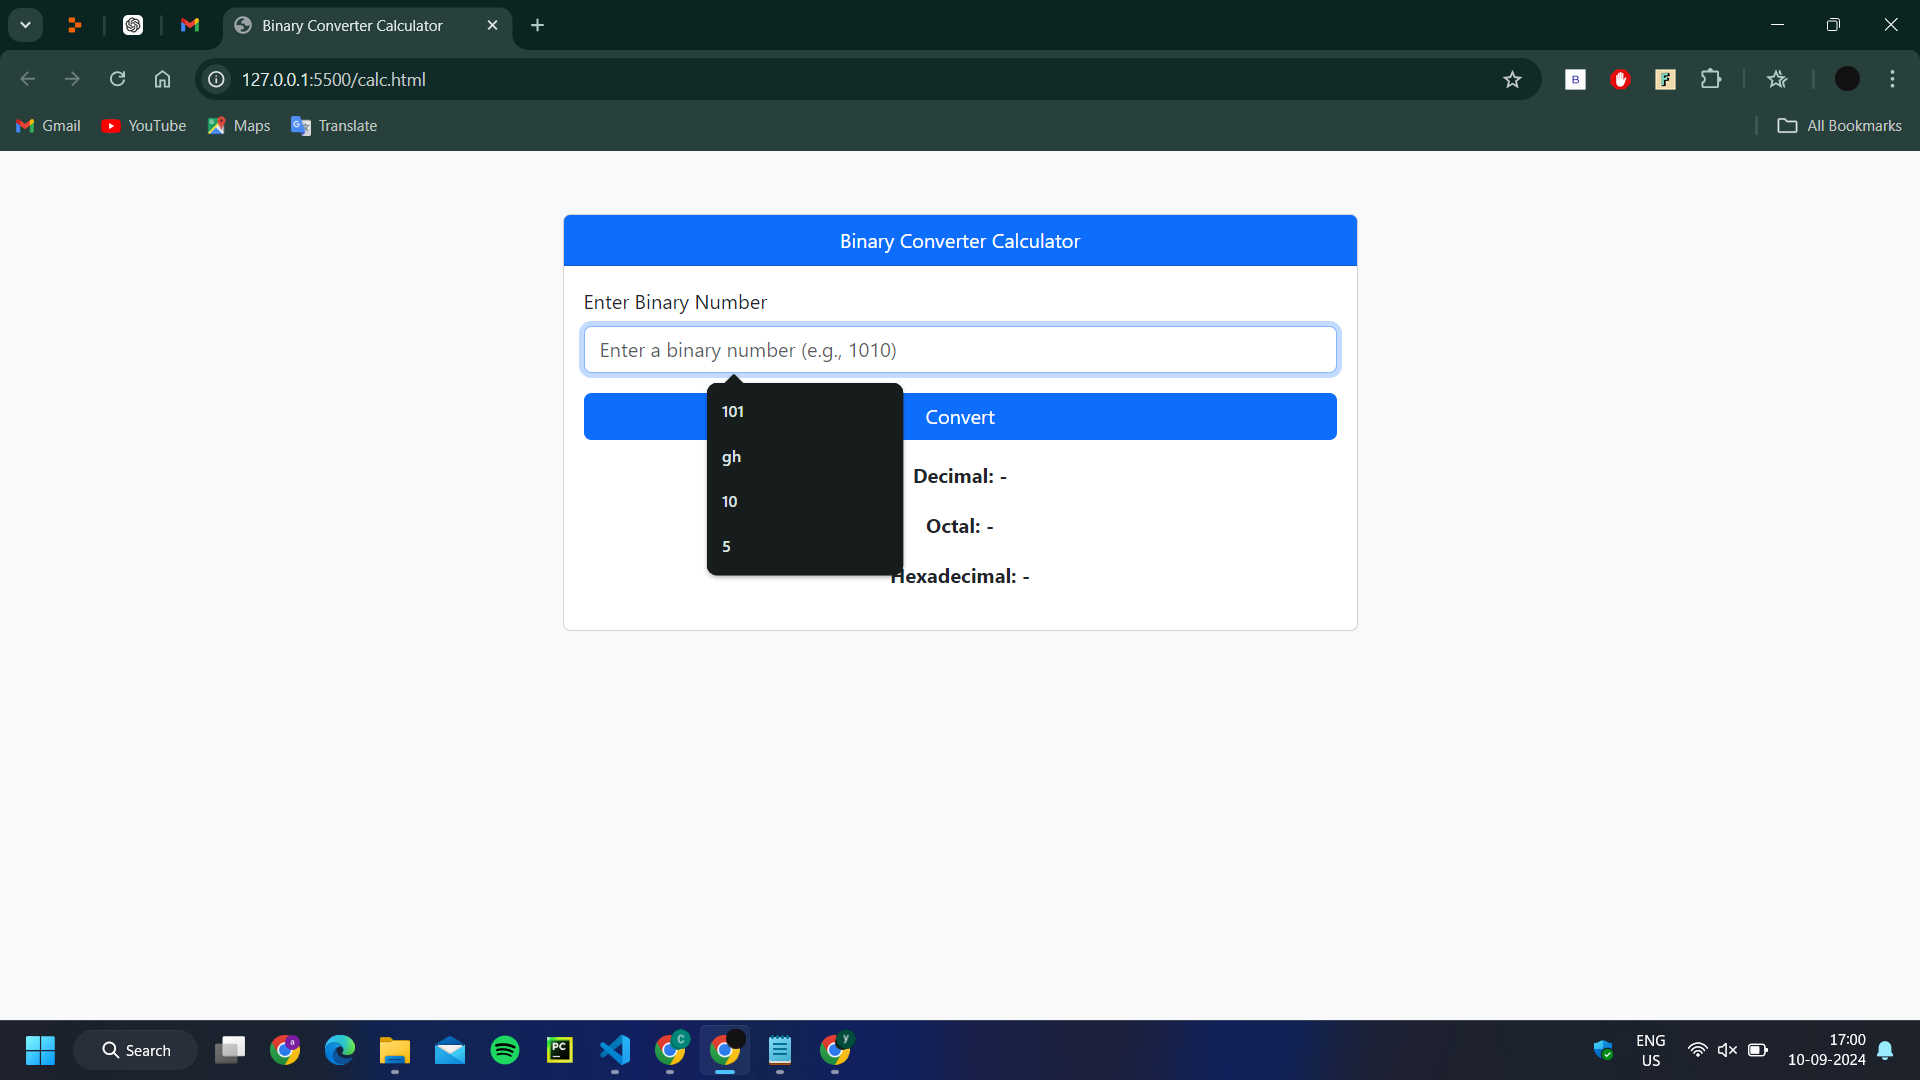 Binary Converter Calculator
127.0.0.1:5500/calc.html
B
F
Gmail
YouTube
Maps
Translate
All Bookmarks
Binary Converter Calculator
Enter Binary Number
Enter a binary number (e.g., 1010)
Convert
101
gh
10
5
Decimal: -
Octal: -
Hexadecimal: -
Search
a
PC
C
y
ENG
US
17:00
10-09-2024